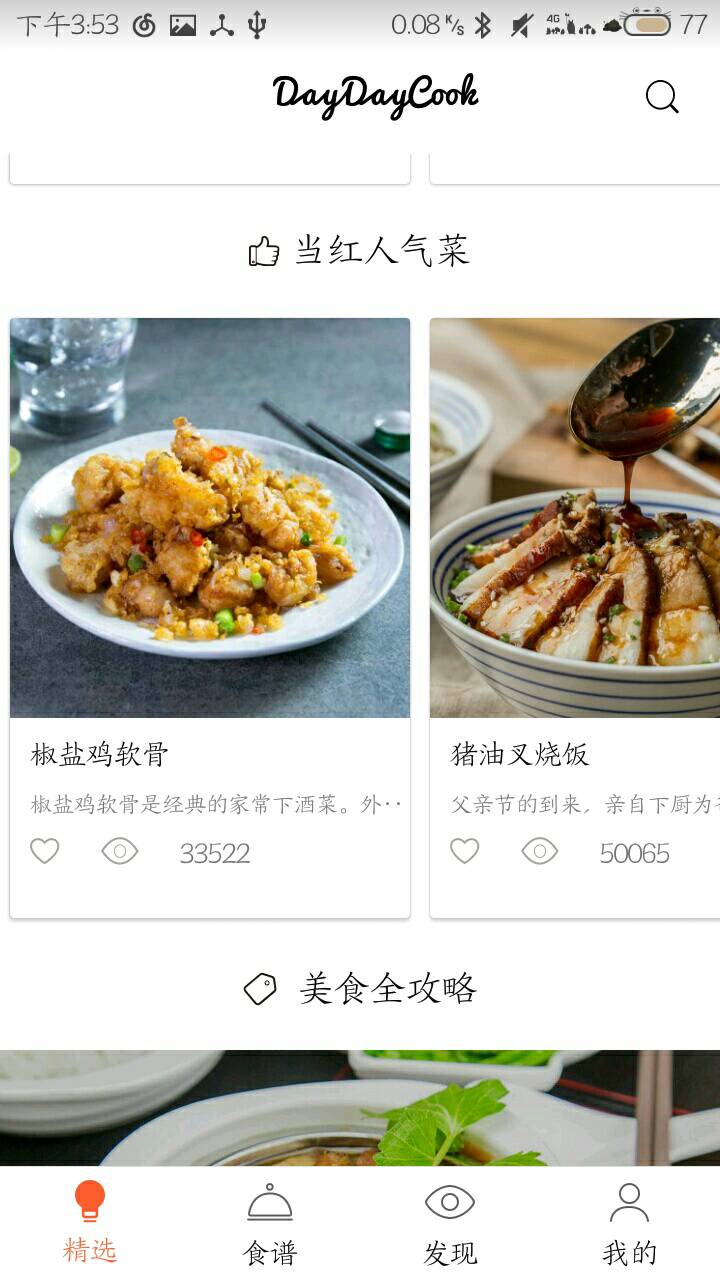 下午3:53
0.08 K/s
4G
77
DayDayCook
当红人气菜
椒盐鸡软骨
椒盐鸡软骨是经典的家常下酒菜。外··
33522
猪油叉烧饭
父亲节的到来，亲自下厨为
50065
美食全攻略
精选
食谱
发现
我的